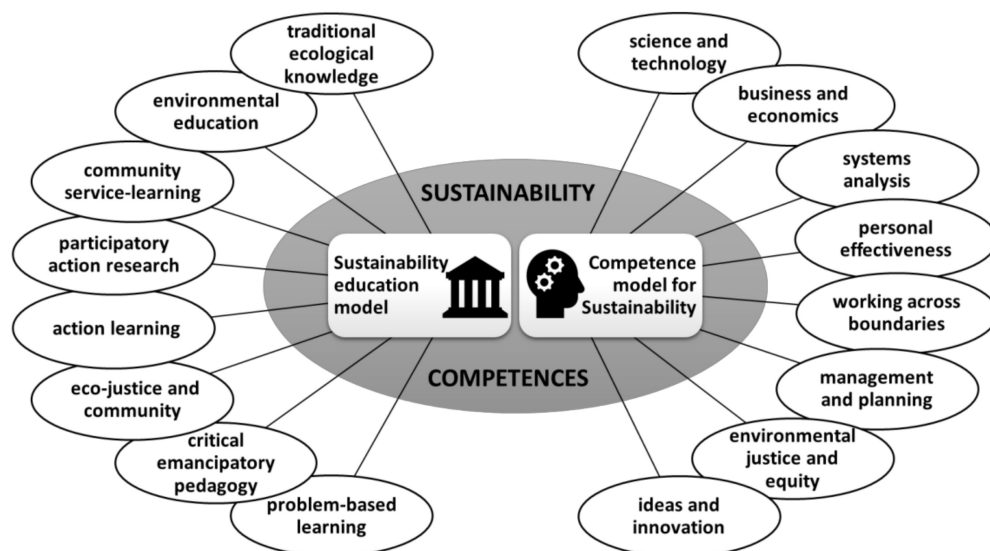 traditional
ecological
knowledge
environmental
education
community
service-learning
participatory
action research
action learning
eco-justice and
community
critical
emancipatory
pedagogy
problem-based
learning
SUSTAINABILITY
Sustainability
education
model
Competence
model for
Sustainability
COMPETENCES
science and
technology
business and
economics
systems
analysis
personal
effectiveness
working across
boundaries
management
and planning
environmental
justice and
equity
ideas and
innovation